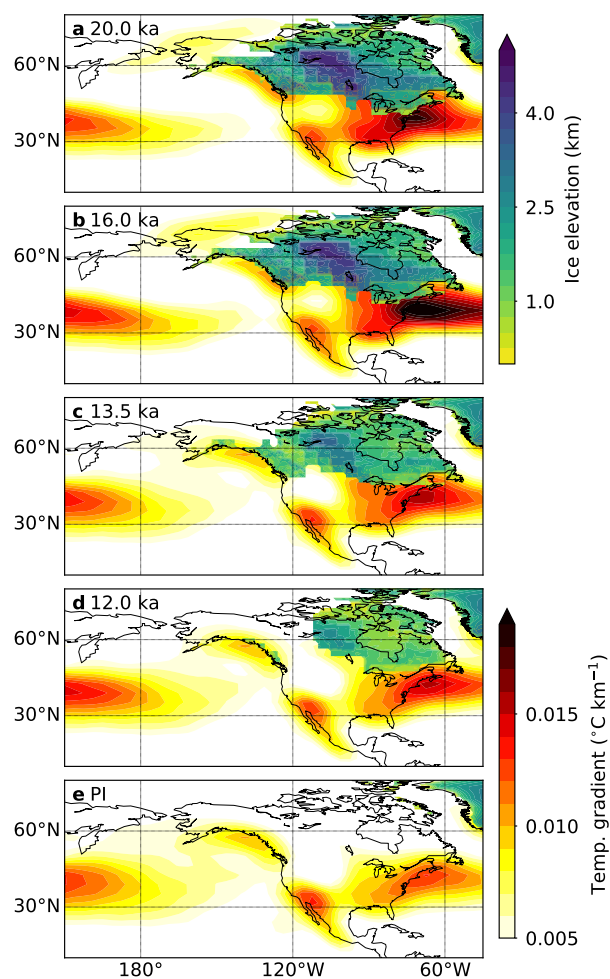 a 20.0 ka
60°N
30°N
b 16.0 ka
60°N
30°N
c 13.5 ka
60°N
30°N
d 12.0 ka
60°N
30°N
e PI
60°N
30°N
180°
120°W
60°W
4.0
2.5
1.0
Ice elevation (km)
0.015
0.010
0.005
Temp. gradient (°C km⁻¹)